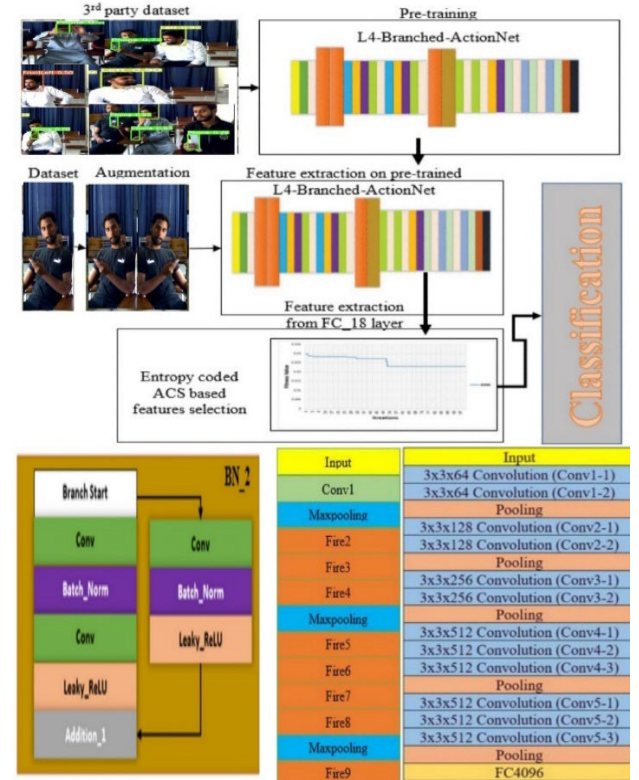 3rd party dataset
Pre-training
L4-Branched-ActionNet
Dataset
Augmentation
Feature extraction on pre-trained
L4-Branched-ActionNet
Feature extraction
from FC_18 layer
Entropy coded
ACS based
features selection
Classification
BN_2
Branch Start
Conv
Batch_Norm
Conv
Leaky_ReLU
Addition_1
Conv
Batch_Norm
Leaky_ReLU
Input
Conv1
Maxpooling
Fire2
Fire3
Fire4
Maxpooling
Fire5
Fire6
Fire7
Fire8
Maxpooling
Fire9
Input
3x3x64 Convolution (Conv1-1)
3x3x64 Convolution (Conv1-2)
Pooling
3x3x128 Convolution (Conv2-1)
3x3x128 Convolution (Conv2-2)
Pooling
3x3x256 Convolution (Conv3-1)
3x3x256 Convolution (Conv3-2)
Pooling
3x3x512 Convolution (Conv4-1)
3x3x512 Convolution (Conv4-2)
3x3x512 Convolution (Conv4-3)
Pooling
3x3x512 Convolution (Conv5-1)
3x3x512 Convolution (Conv5-2)
3x3x512 Convolution (Conv5-3)
Pooling
FC4096